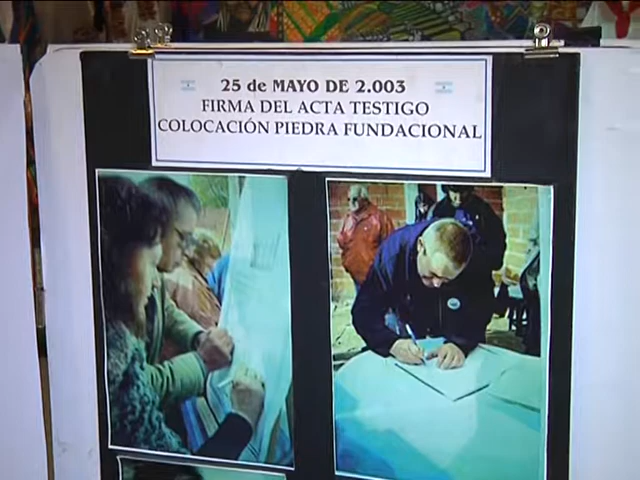 25 de MAYO DE 2.003
FIRMA DEL ACTA TESTIGO
COLOCACIÓN PIEDRA FUNDACIONAL